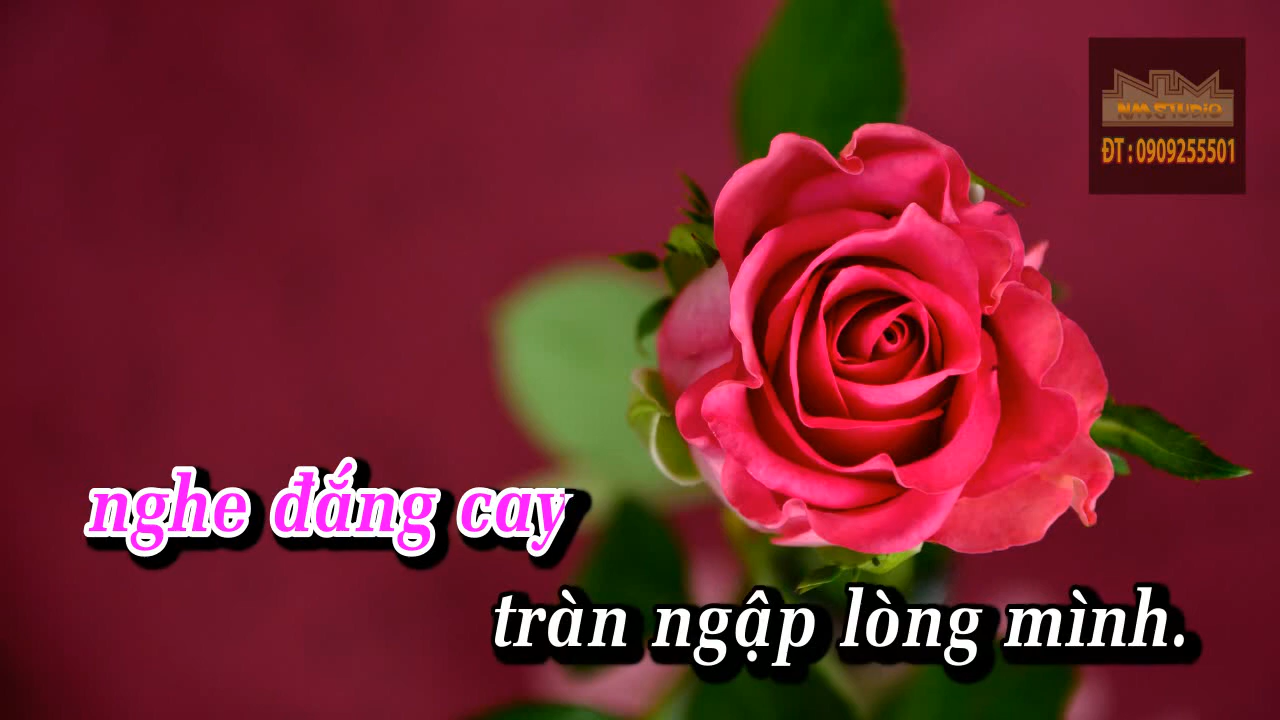 NM STUDIO
ĐT : 0909255501
nghe đắng cay
tràn ngập lòng mình.